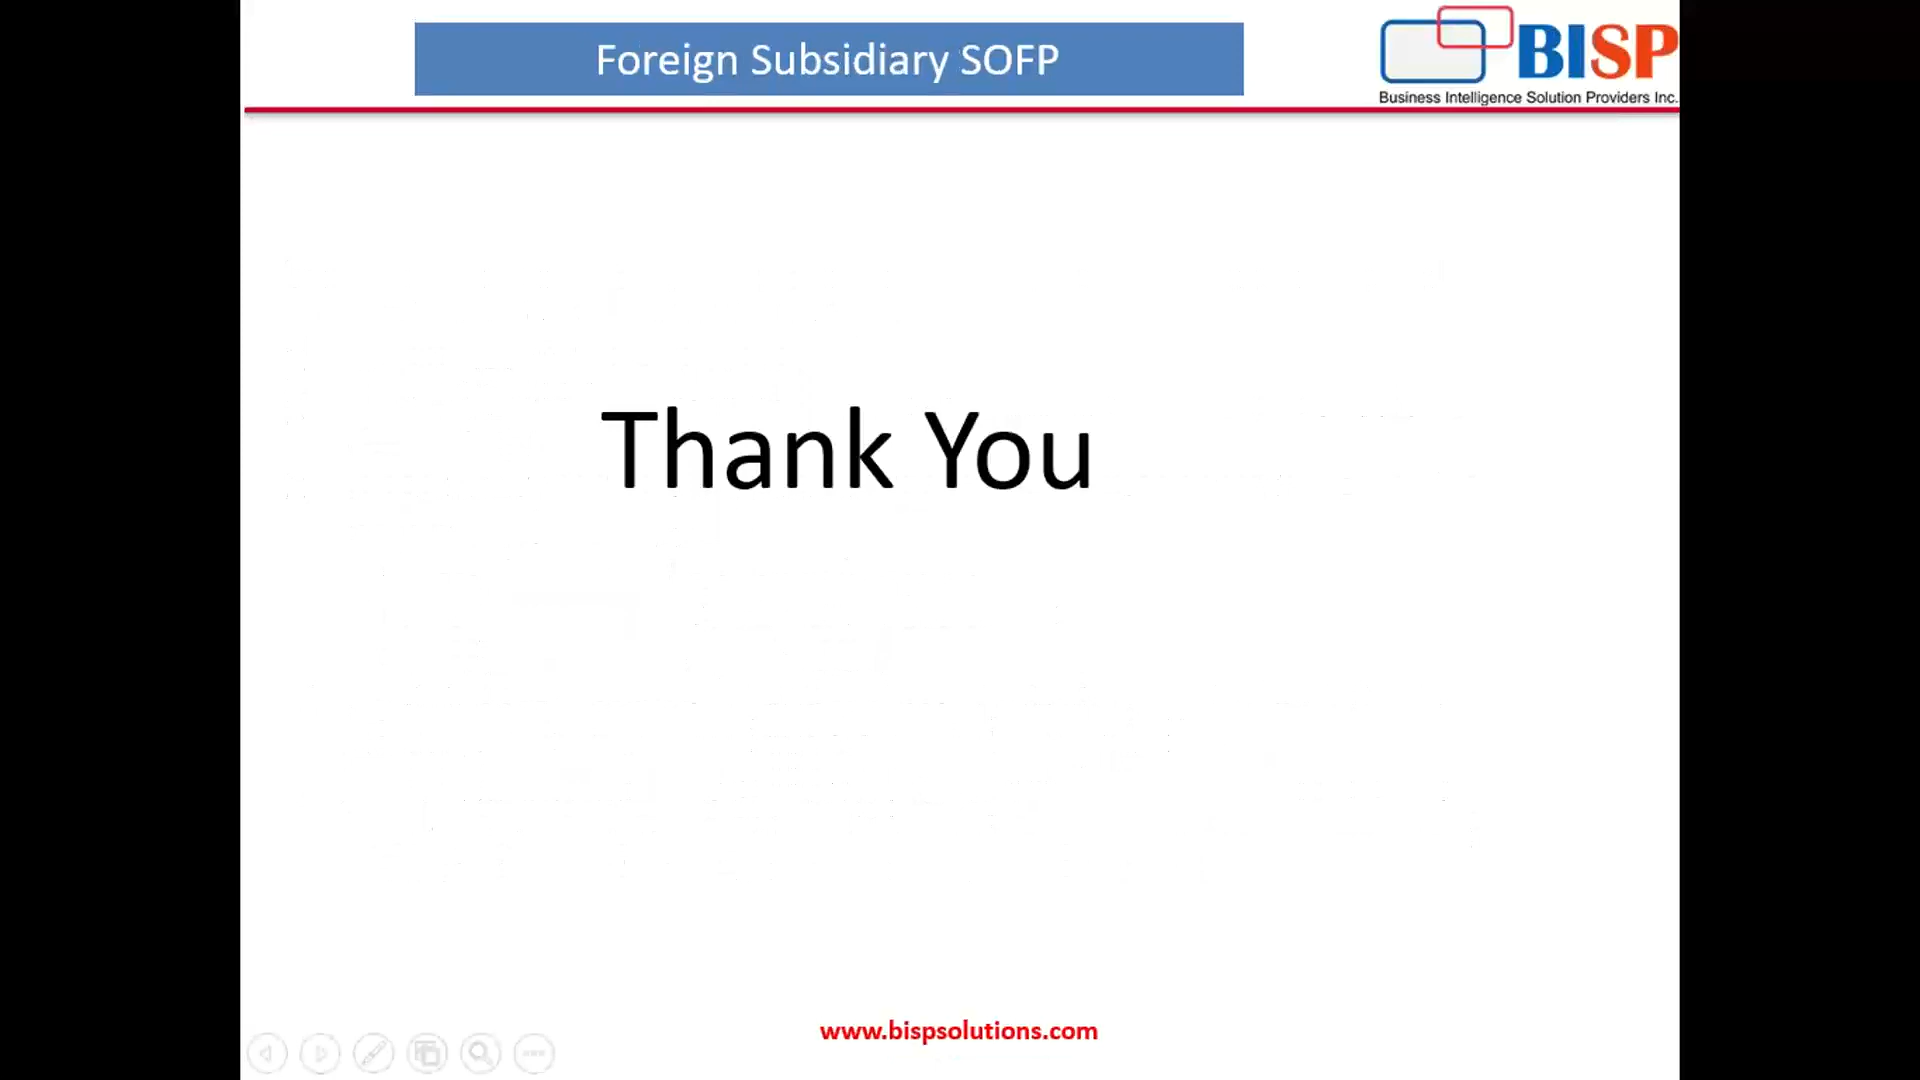 Foreign Subsidiary SOFP
BISP
Business Intelligence Solution Providers Inc.
Thank You
www.bispsolutions.com